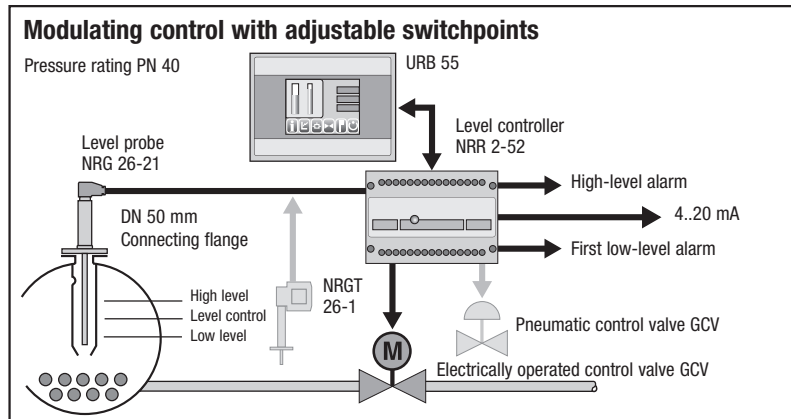 Modulating control with adjustable switchpoints
Pressure rating PN 40
URB 55
Level probe
NRG 26-21
Level controller
NRR 2-52
High-level alarm
DN 50 mm
Connecting flange
4..20 mA
First low-level alarm
High level
Level control
Low level
NRGT
26-1
Pneumatic control valve GCV
M
Electrically operated control valve GCV